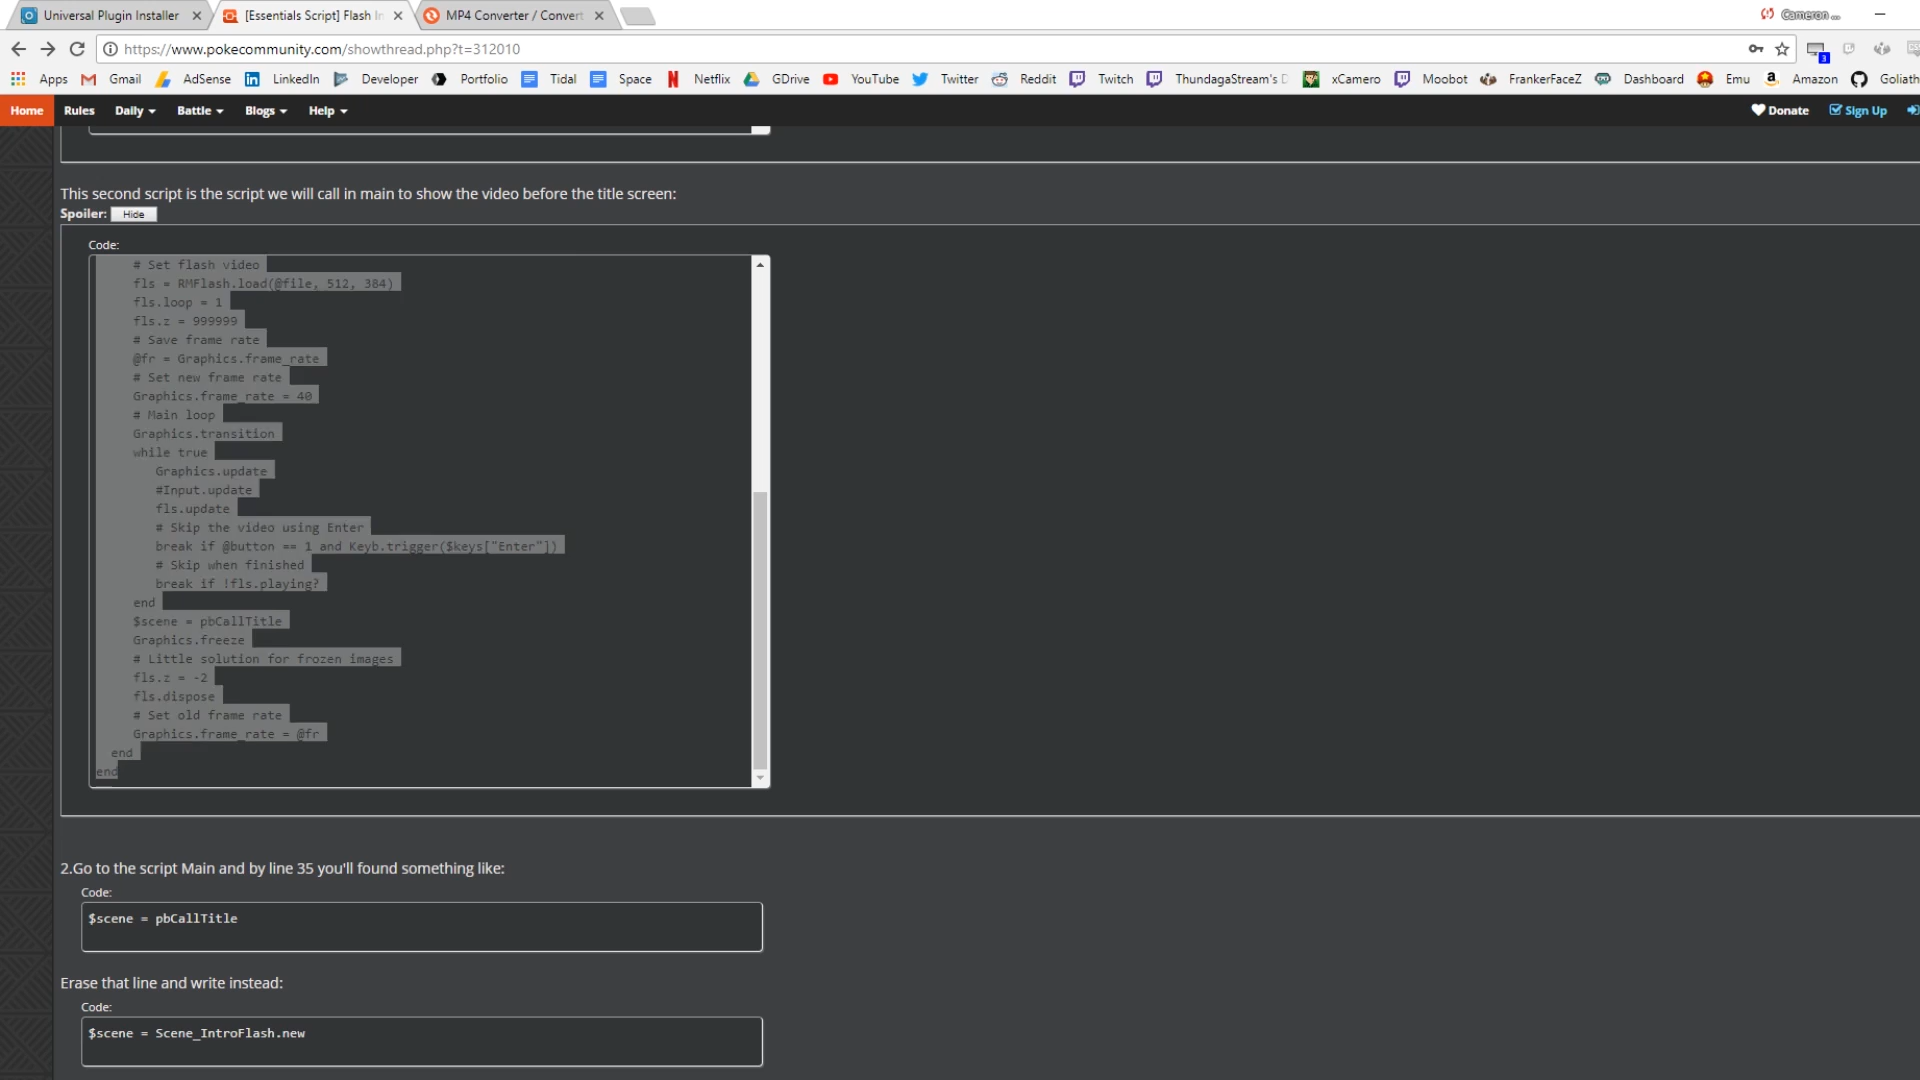 Universal Plugin Installer
[Essentials Script] Flash In
MP4 Converter / Convert
Cameron ...
https://www.pokecommunity.com/showthread.php?t=312010
3
Apps Gmail AdSense LinkedIn Developer Portfolio Tidal Space Netflix GDrive YouTube Twitter Reddit Twitch ThundagaStream's D xCamero Moobot FrankerFaceZ Dashboard Emu Amazon Goliath
Home Rules Daily Battle Blogs Help Donate Sign Up
This second script is the script we will call in main to show the video before the title screen:
Spoiler: Hide
Code:
# Set flash video
fls = RMFlash.load(@file, 512, 384)
fls.loop = 1
fls.z = 999999
# Save frame rate
@fr = Graphics.frame_rate
# Set new frame rate
Graphics.frame_rate = 40
# Main loop
Graphics.transition
while true
Graphics.update
#Input.update
fls.update
# Skip the video using Enter
break if @button == 1 and Keyb.trigger($keys["Enter"])
# Skip when finished
break if !fls.playing?
end
$scene = pbCallTitle
Graphics.freeze
# Little solution for frozen images
fls.z = -2
fls.dispose
# Set old frame rate
Graphics.frame_rate = @fr
end
end
2.Go to the script Main and by line 35 you'll found something like:
Code:
$scene = pbCallTitle
Erase that line and write instead:
Code:
$scene = Scene_IntroFlash.new